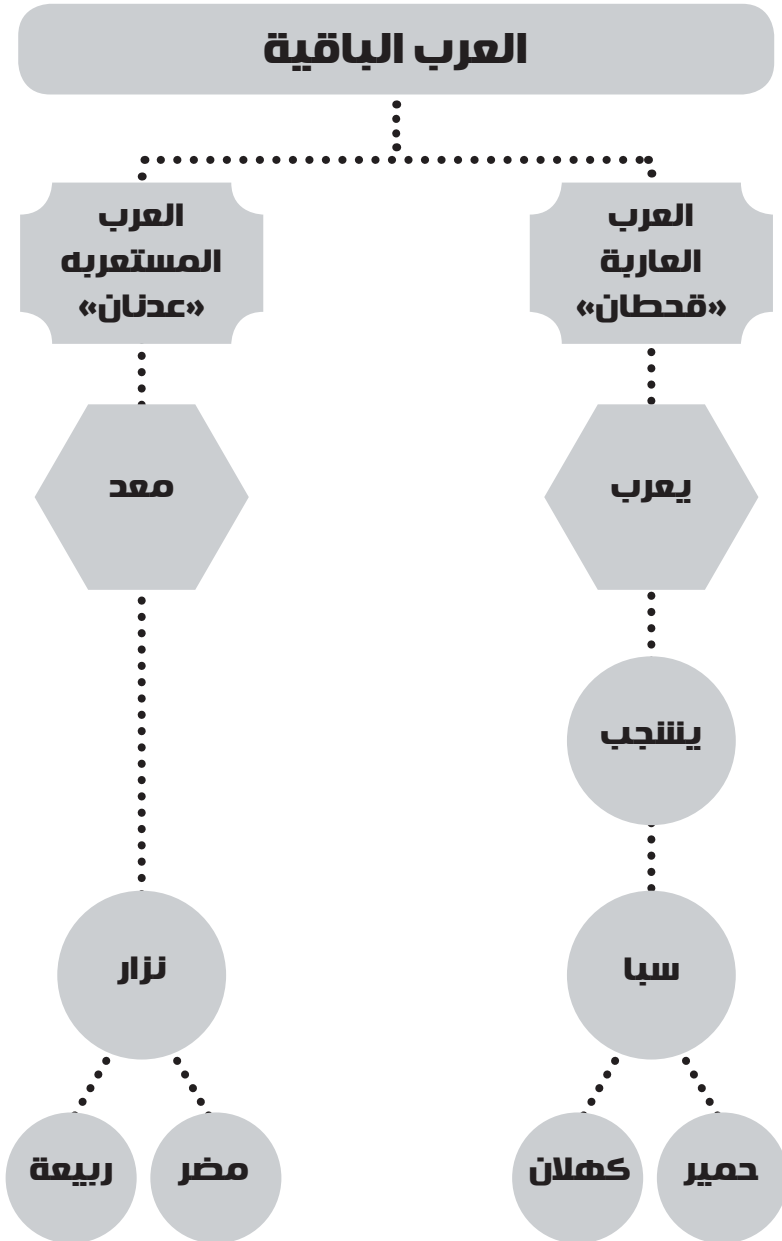 العرب الباقية
العرب
العاربة
«قحطان»
العرب
المستعربه
«عدنان»
يعرب
معد
يشجب
سبا
نزار
حمير
كهلان
مضر
ربيعة